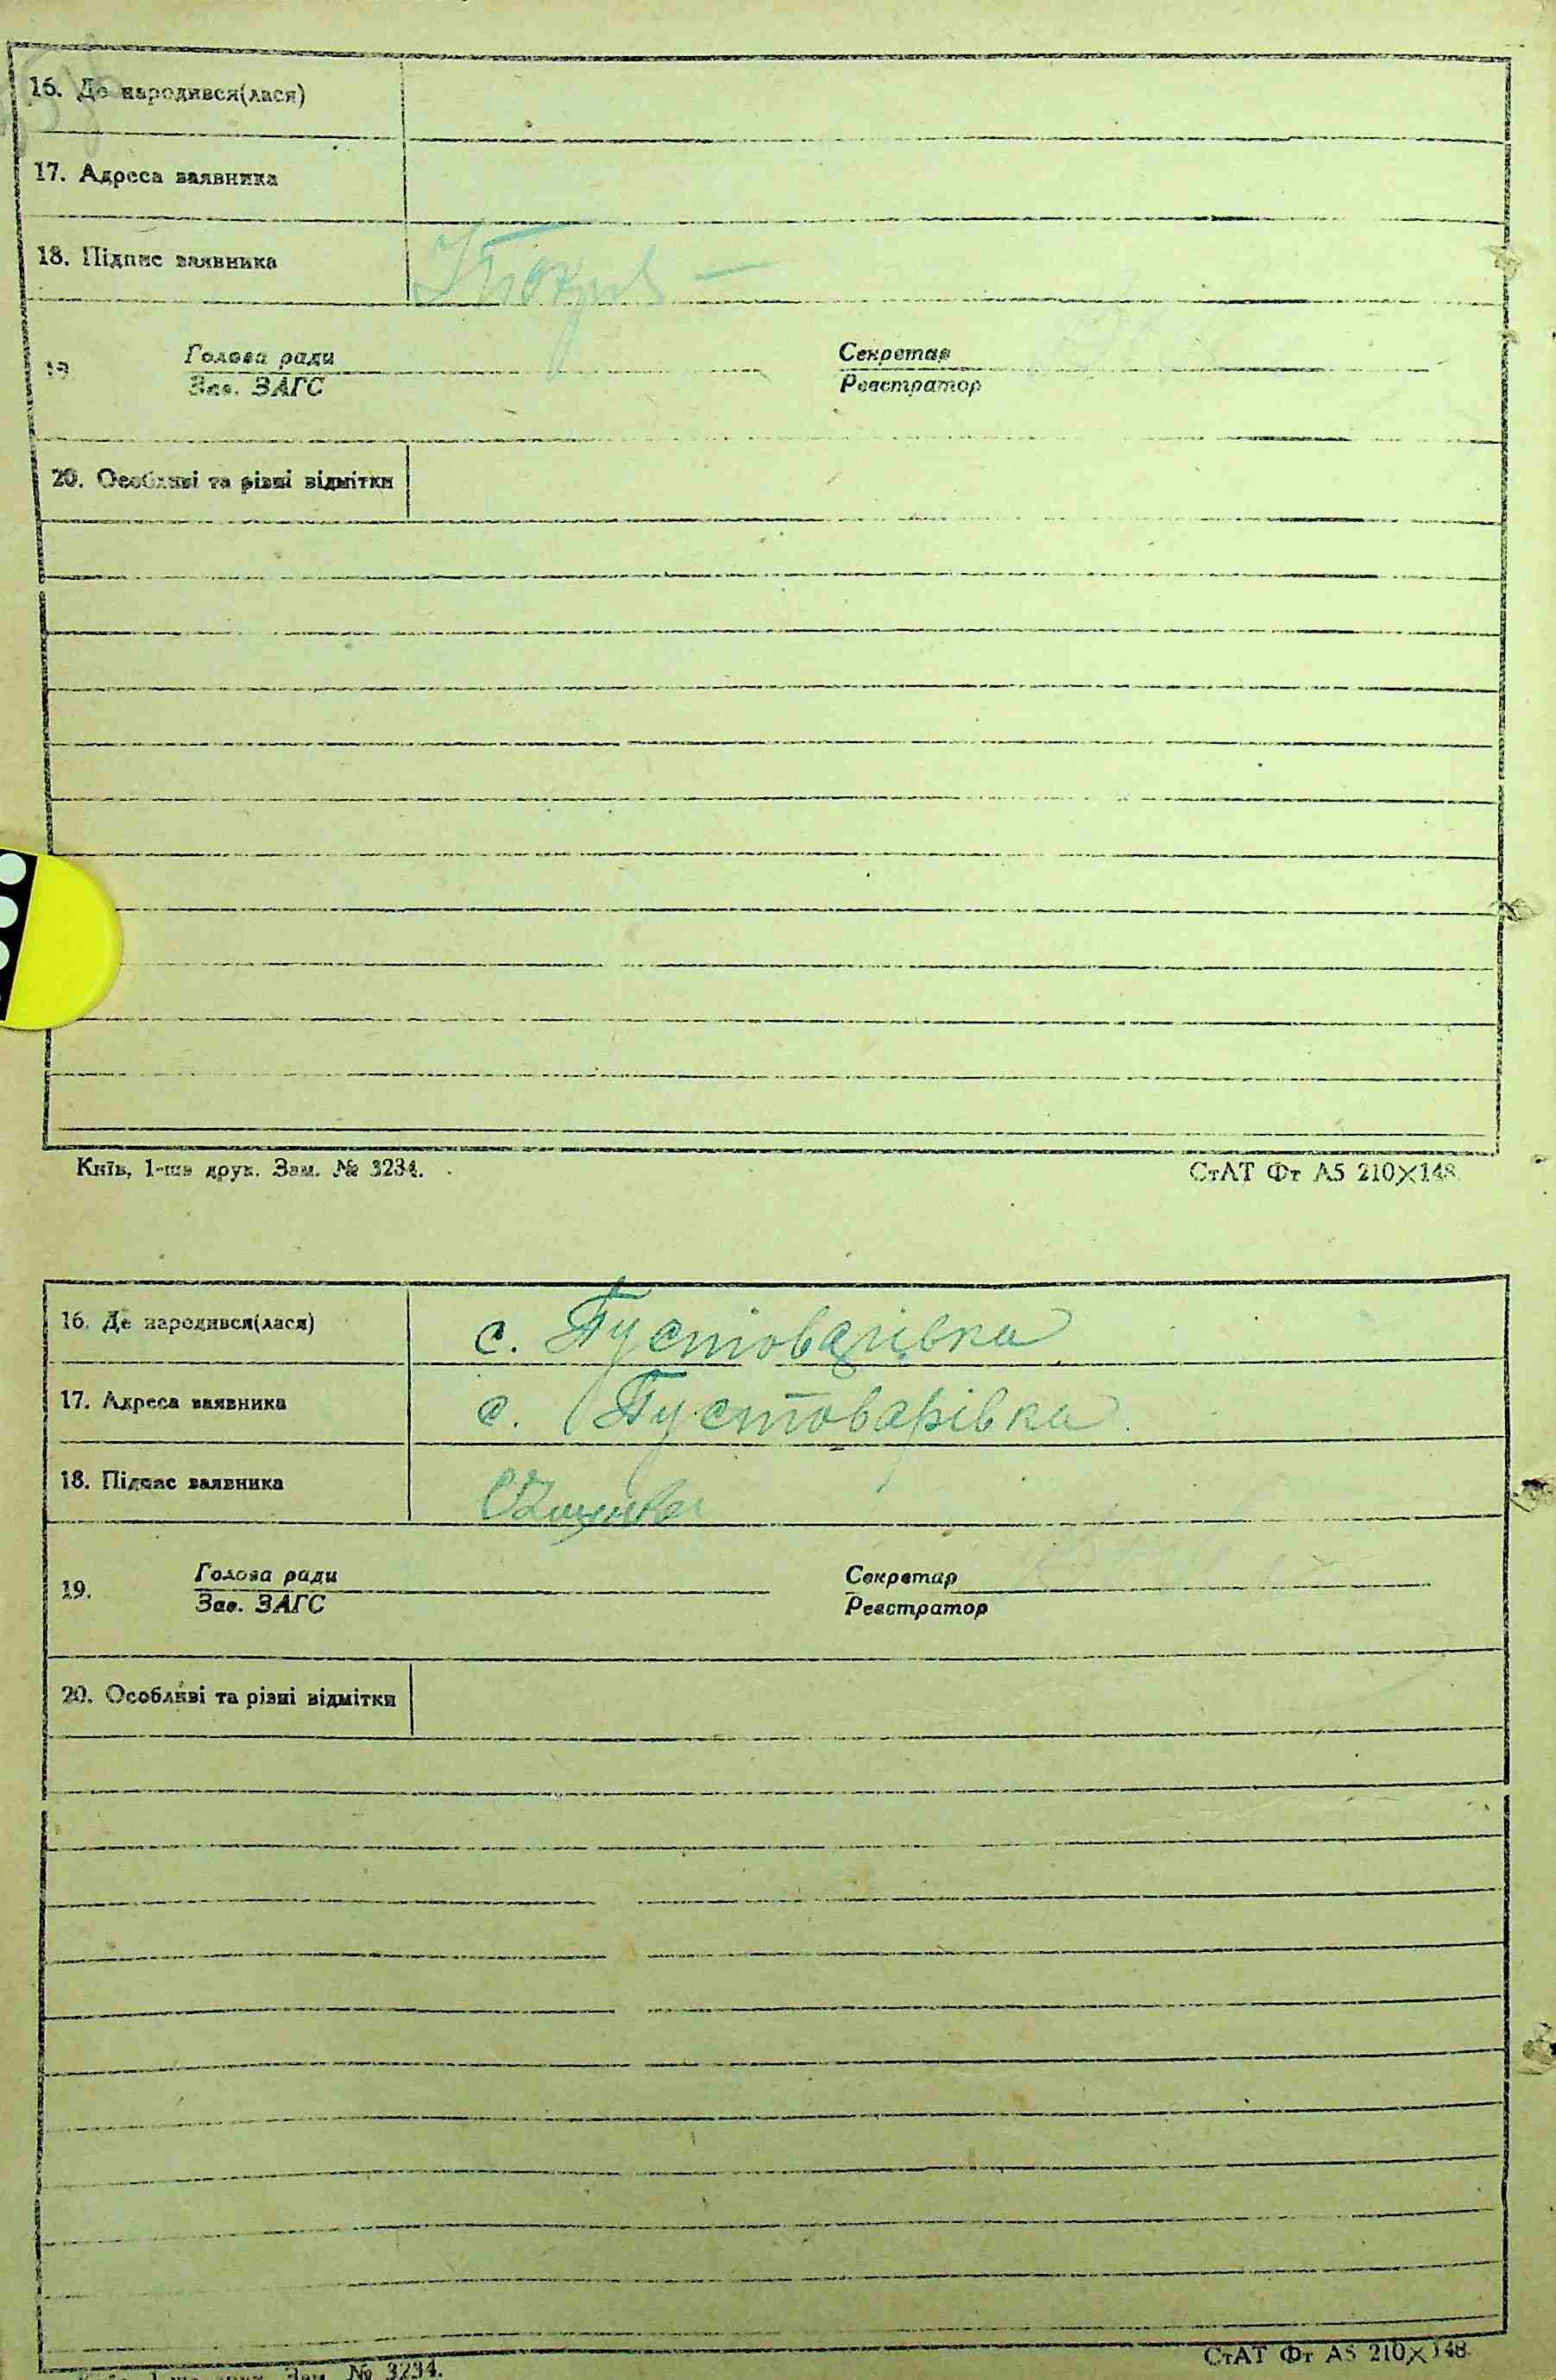 16. Де народився(лася)
17. Адреса заявника
18. Підпис заявника
19. Голова ради Секретар
Зав. ЗАГС Реєстратор
20. Особливі та різні відмітки
Київ, 1-ша друк. Зам. № 3234. СтАТ Фт А5 210×148.
16. Де народився(лася) с. Пустоварівка
17. Адреса заявника с. Пустоварівка.
18. Підпис заявника
19. Голова ради Секретар
Зав. ЗАГС Реєстратор
20. Особливі та різні відмітки
Зам. № 3234. СтАТ Фт А5 210×148.